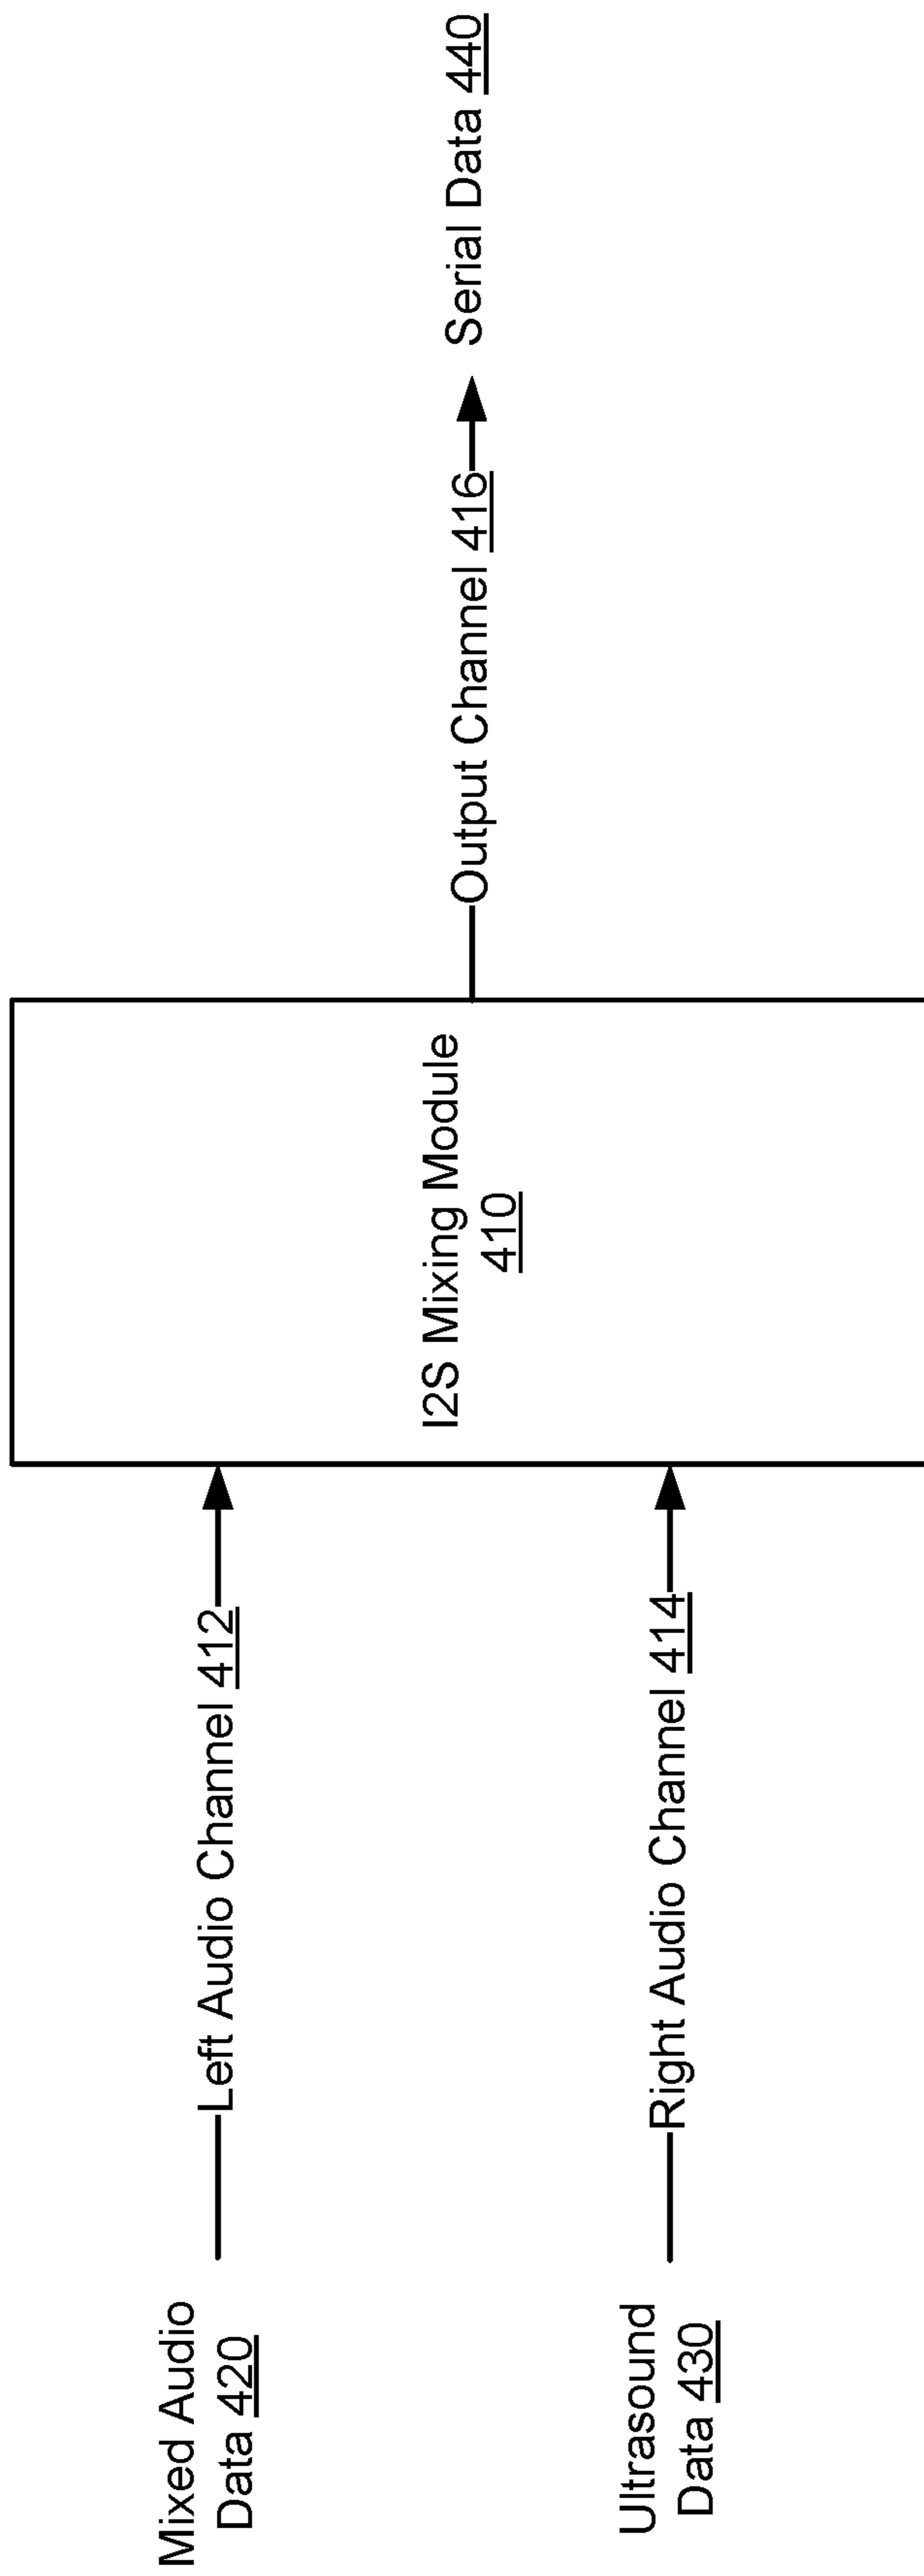 Mixed Audio
Data 420
Left Audio Channel 412
Ultrasound
Data 430
Right Audio Channel 414
I2S Mixing Module
410
Output Channel 416
Serial Data 440